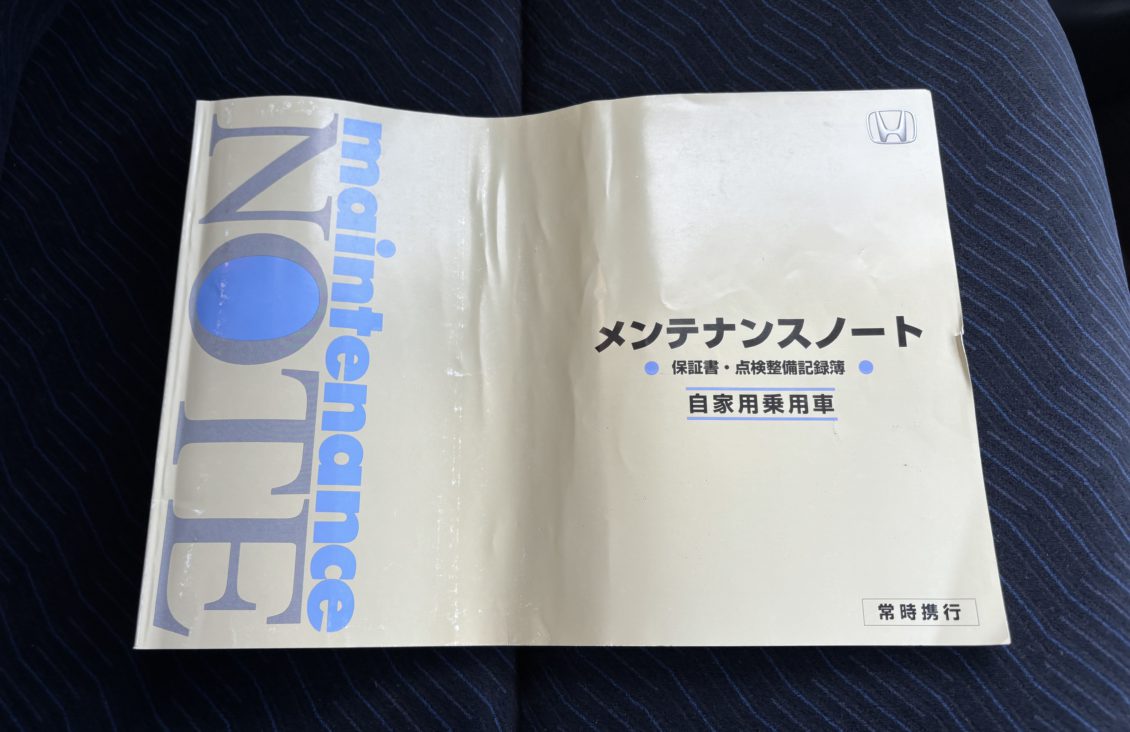 maintenance
NOTE
メンテナンスノート
● 保証書・点検整備記録簿 ●
自家用乗用車
常時携行